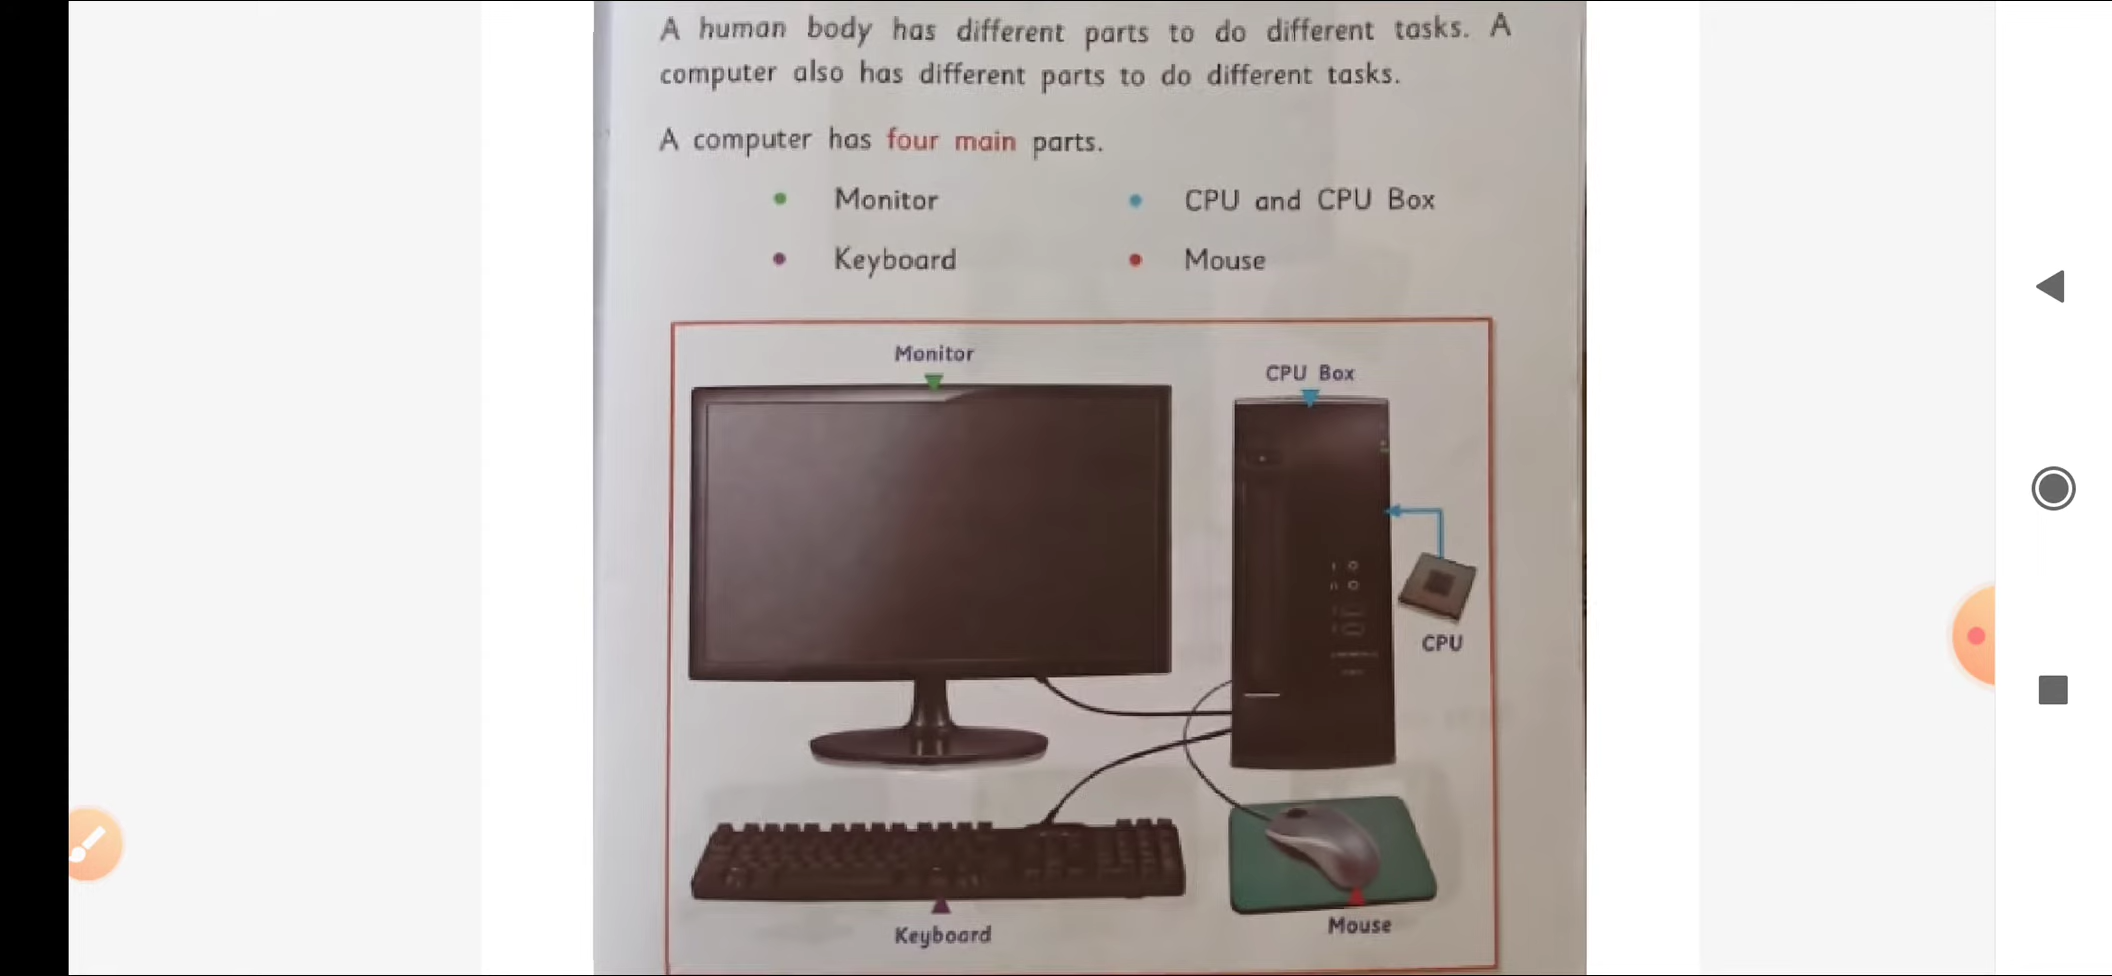 A human body has different parts to do different tasks. A
computer also has different parts to do different tasks.
A computer has four main parts.
Monitor
CPU and CPU Box
Keyboard
Mouse
Monitor
CPU Box
CPU
Keyboard
Mouse